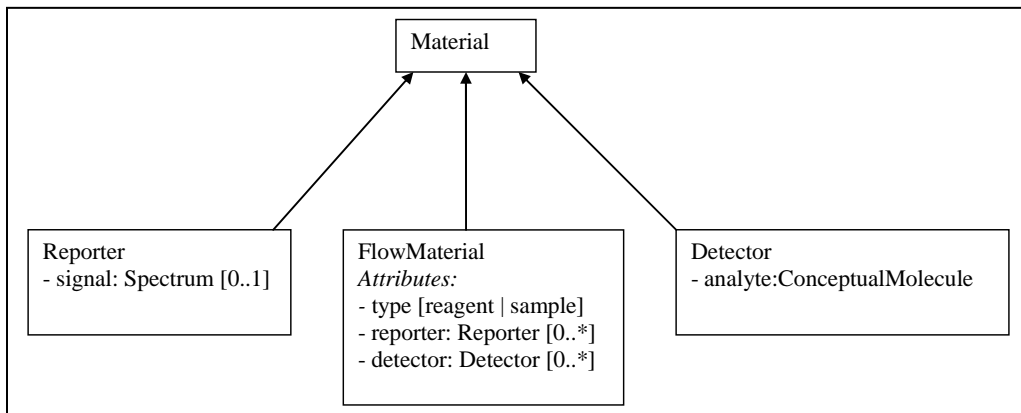 Material
Reporter
- signal: Spectrum [0..1]
FlowMaterial
Attributes:
- type [reagent | sample]
- reporter: Reporter [0..*]
- detector: Detector [0..*]
Detector
- analyte:ConceptualMolecule